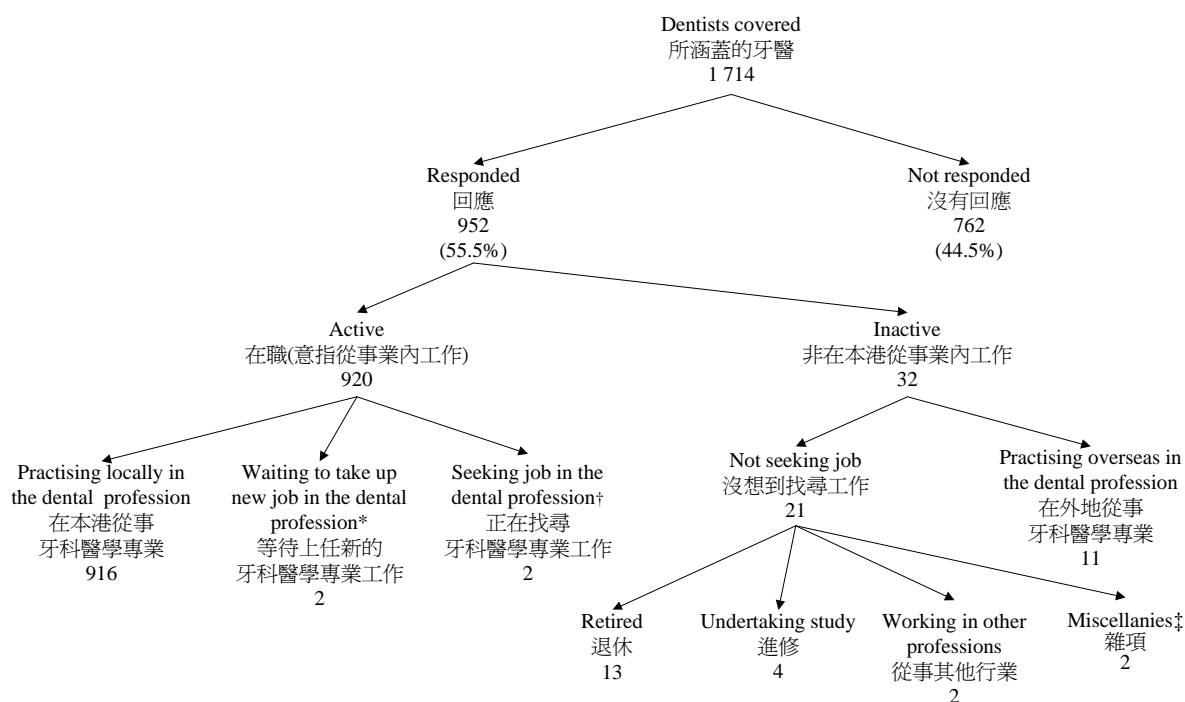 Dentists covered
所涵蓋的牙醫
1 714
Responded
回應
952
(55.5%)
Not responded
沒有回應
762
(44.5%)
Active
在職(意指從事業內工作)
920
Inactive
非在本港從事業內工作
32
Practising locally in
the dental profession
在本港從事
牙科醫學專業
916
Waiting to take up
new job in the dental
profession*
等待上任新的
牙科醫學專業工作
2
Seeking job in the
dental profession†
正在找尋
牙科醫學專業工作
2
Not seeking job
沒想到找尋工作
21
Practising overseas in
the dental profession
在外地從事
牙科醫學專業
11
Retired
退休
13
Undertaking study
進修
4
Working in other
professions
從事其他行業
2
Miscellanies‡
雜項
2